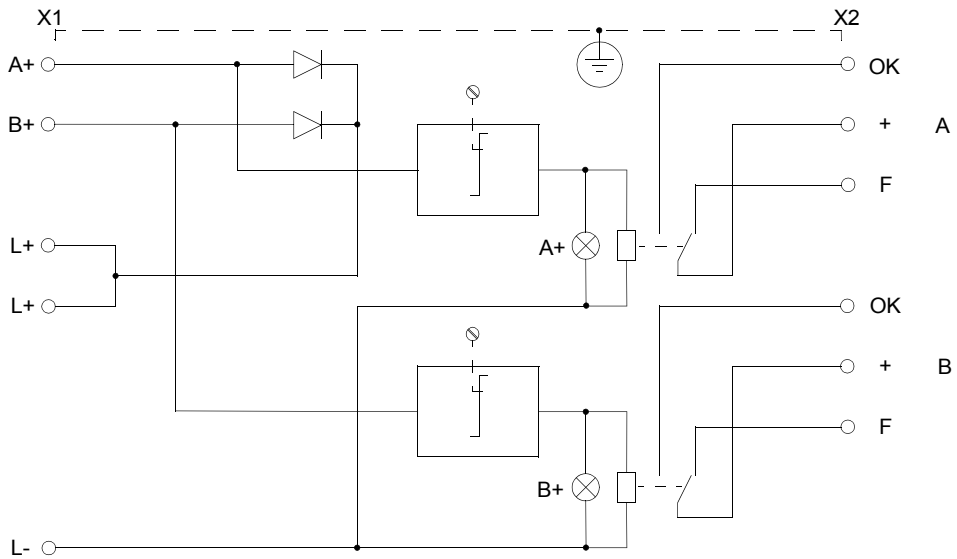 X1 X2
A+ OK
B+ + A
F
L+ A+
L+ OK
+ B
F
B+
L-